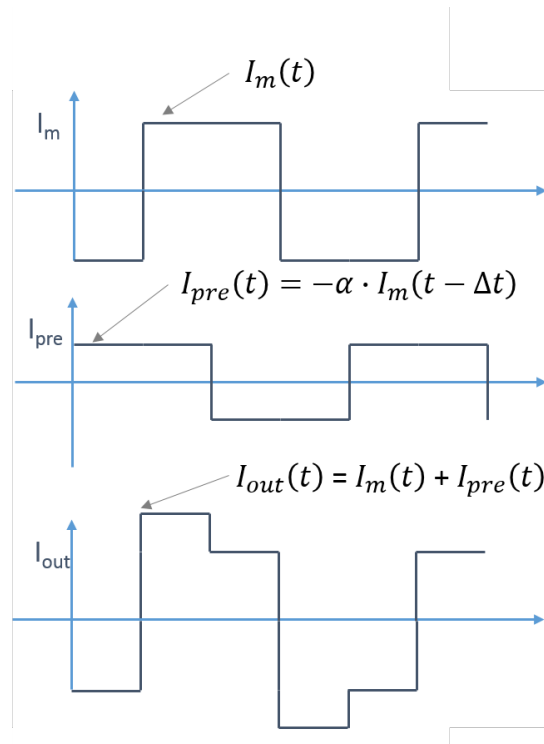 I_m(t)
I_m
I_pre(t) = −α · I_m(t − Δt)
I_pre
I_out(t) = I_m(t) + I_pre(t)
I_out